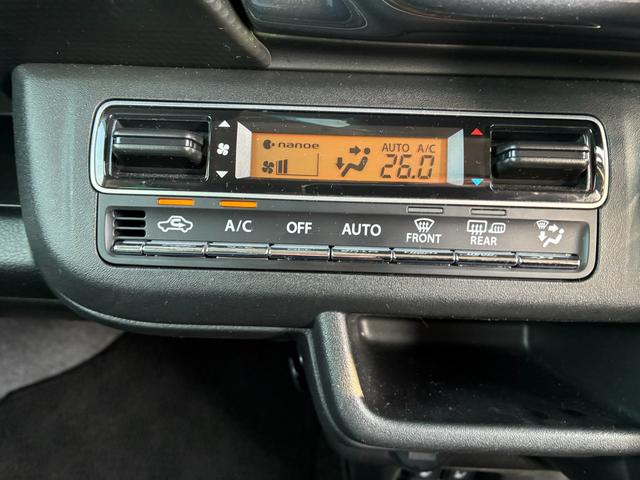 nanoe
AUTO A/C
26.0
A/C OFF AUTO FRONT REAR